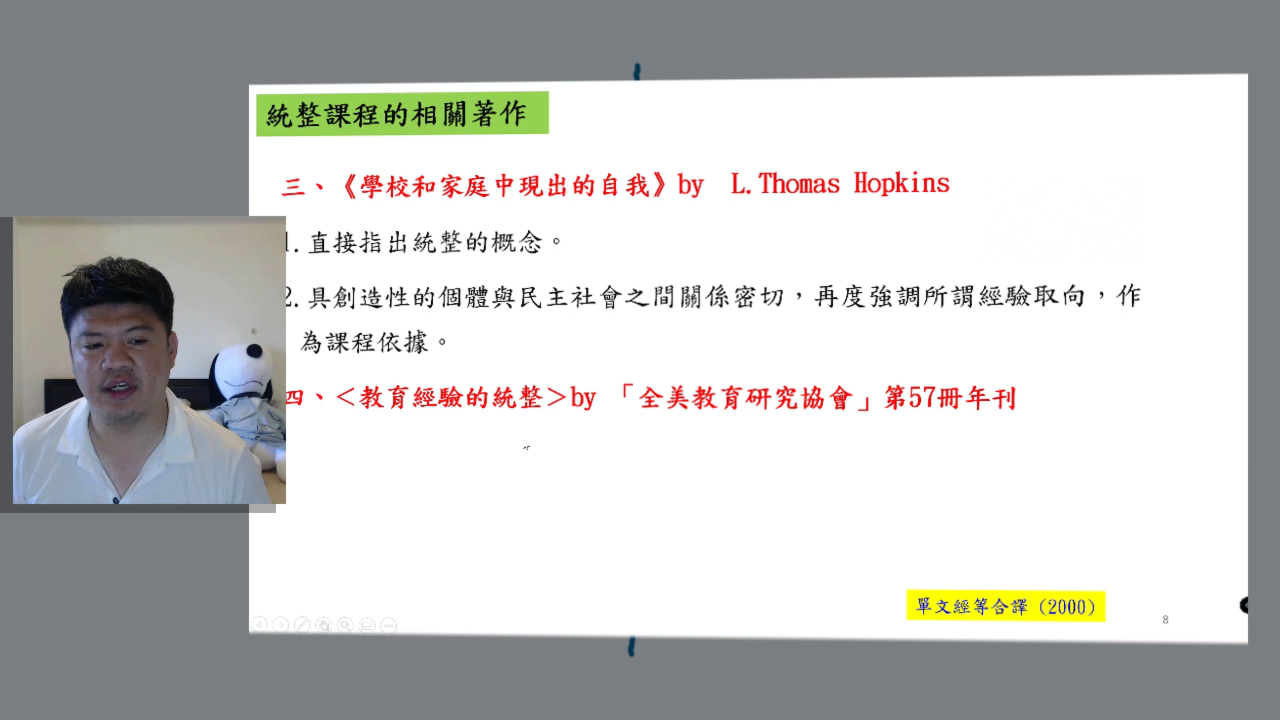 統整課程的相關著作
三、《學校和家庭中現出的自我》by L.Thomas Hopkins
1.直接指出統整的概念。
2.具創造性的個體與民主社會之間關係密切，再度強調所謂經驗取向，作
為課程依據。
四、＜教育經驗的統整＞by 「全美教育研究協會」第57冊年刊
單文經等合譯（2000）
8